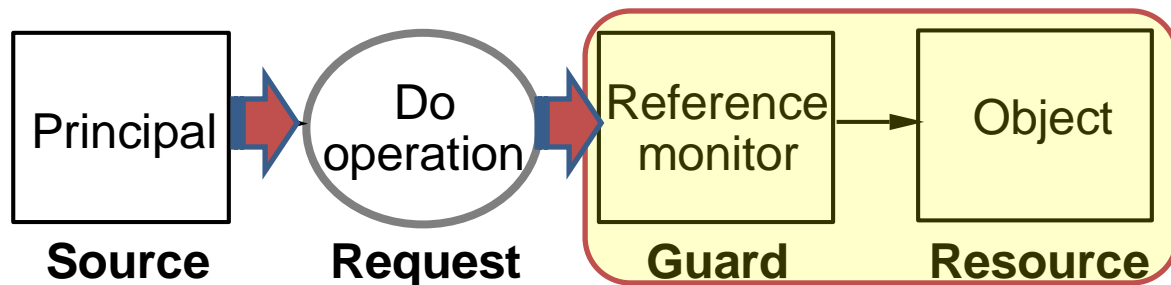 Principal
Do
operation
Reference
monitor
Object
Source
Request
Guard
Resource